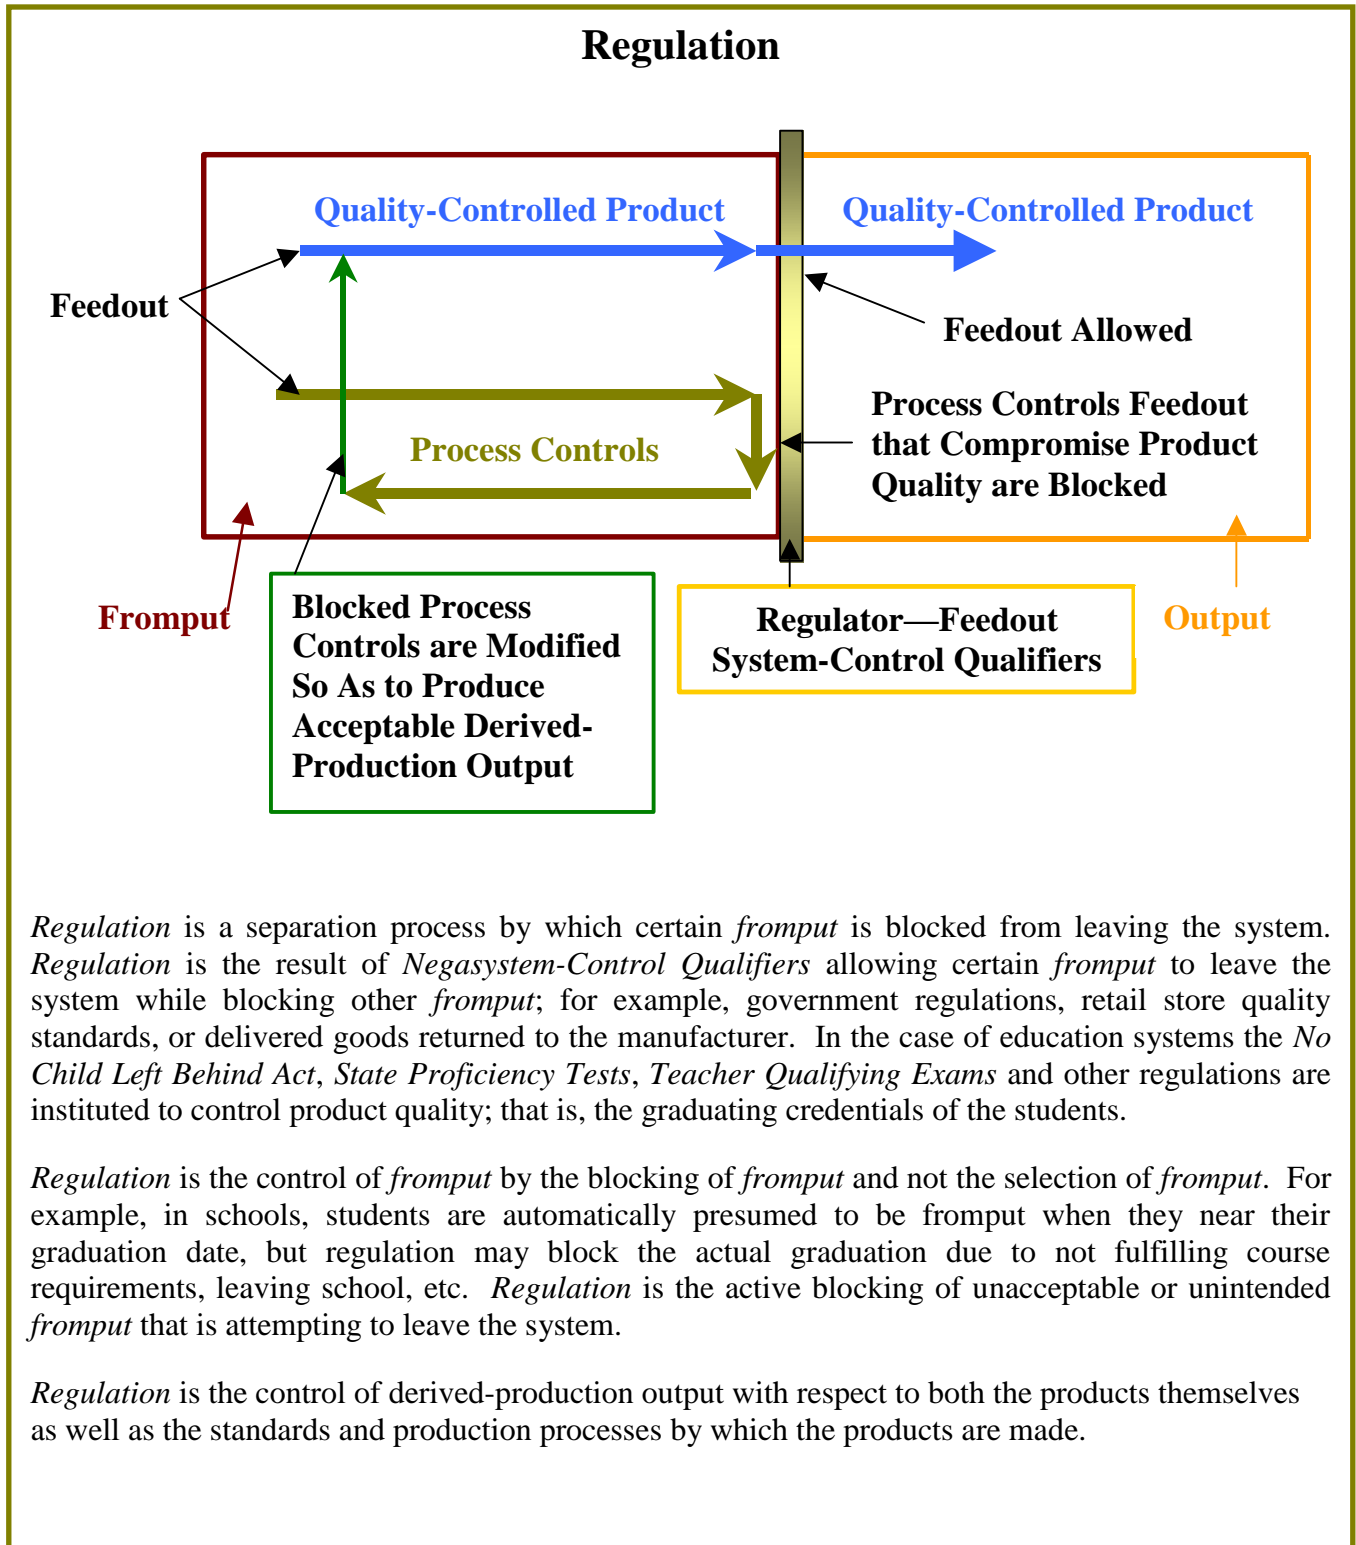 Regulation
Quality-Controlled Product
Quality-Controlled Product
Feedout
Feedout Allowed
Process Controls Feedout
that Compromise Product
Quality are Blocked
Process Controls
Fromput
Blocked Process
Controls are Modified
So As to Produce
Acceptable Derived-
Production Output
Regulator—Feedout
System-Control Qualifiers
Output
Regulation is a separation process by which certain fromput is blocked from leaving the system.
Regulation is the result of Negasystem-Control Qualifiers allowing certain fromput to leave the
system while blocking other fromput; for example, government regulations, retail store quality
standards, or delivered goods returned to the manufacturer. In the case of education systems the No
Child Left Behind Act, State Proficiency Tests, Teacher Qualifying Exams and other regulations are
instituted to control product quality; that is, the graduating credentials of the students.
Regulation is the control of fromput by the blocking of fromput and not the selection of fromput. For
example, in schools, students are automatically presumed to be fromput when they near their
graduation date, but regulation may block the actual graduation due to not fulfilling course
requirements, leaving school, etc. Regulation is the active blocking of unacceptable or unintended
fromput that is attempting to leave the system.
Regulation is the control of derived-production output with respect to both the products themselves
as well as the standards and production processes by which the products are made.